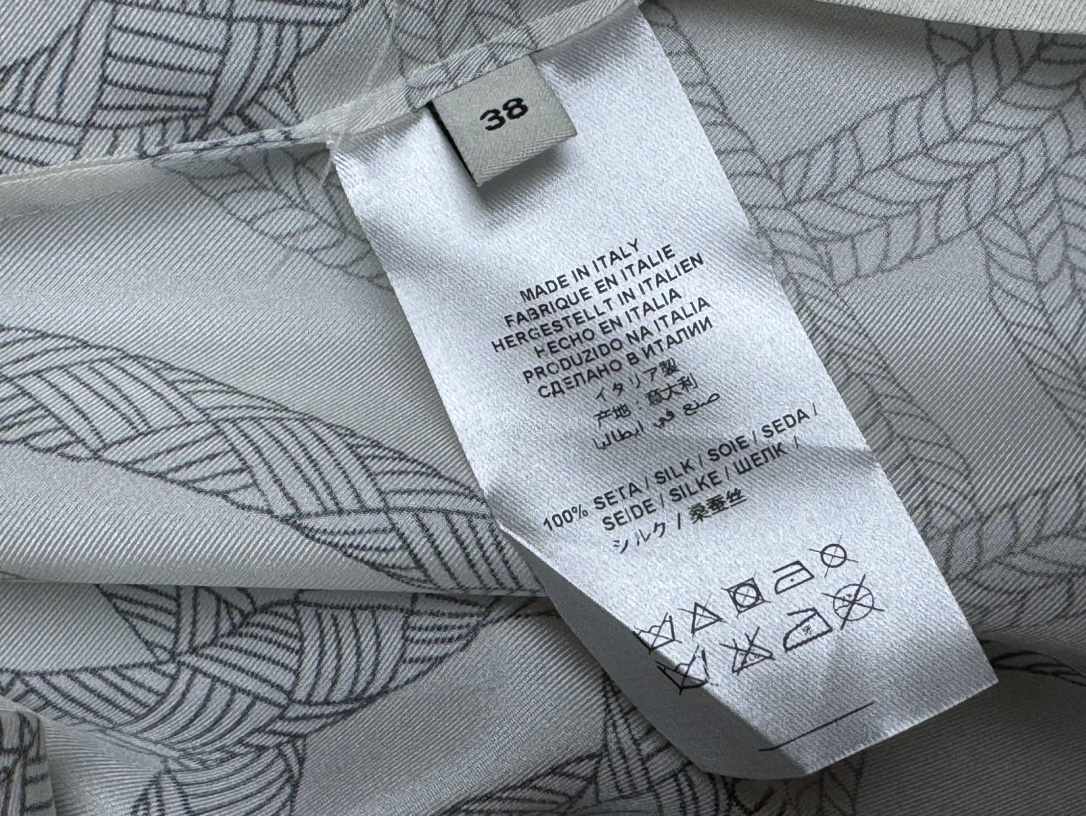 38
MADE IN ITALY
FABRIQUE EN ITALIE
HERGESTELLT IN ITALIEN
HECHO EN ITALIA
PRODUZIDO NA ITALIA
СДЕЛАНО В ИТАЛИИ
イタリア製
产地：意大利
صنع في ايطاليا
100% SETA / SILK / SOIE / SEDA /
SEIDE / SILKE / ШЕЛК /
シルク / 桑蚕丝